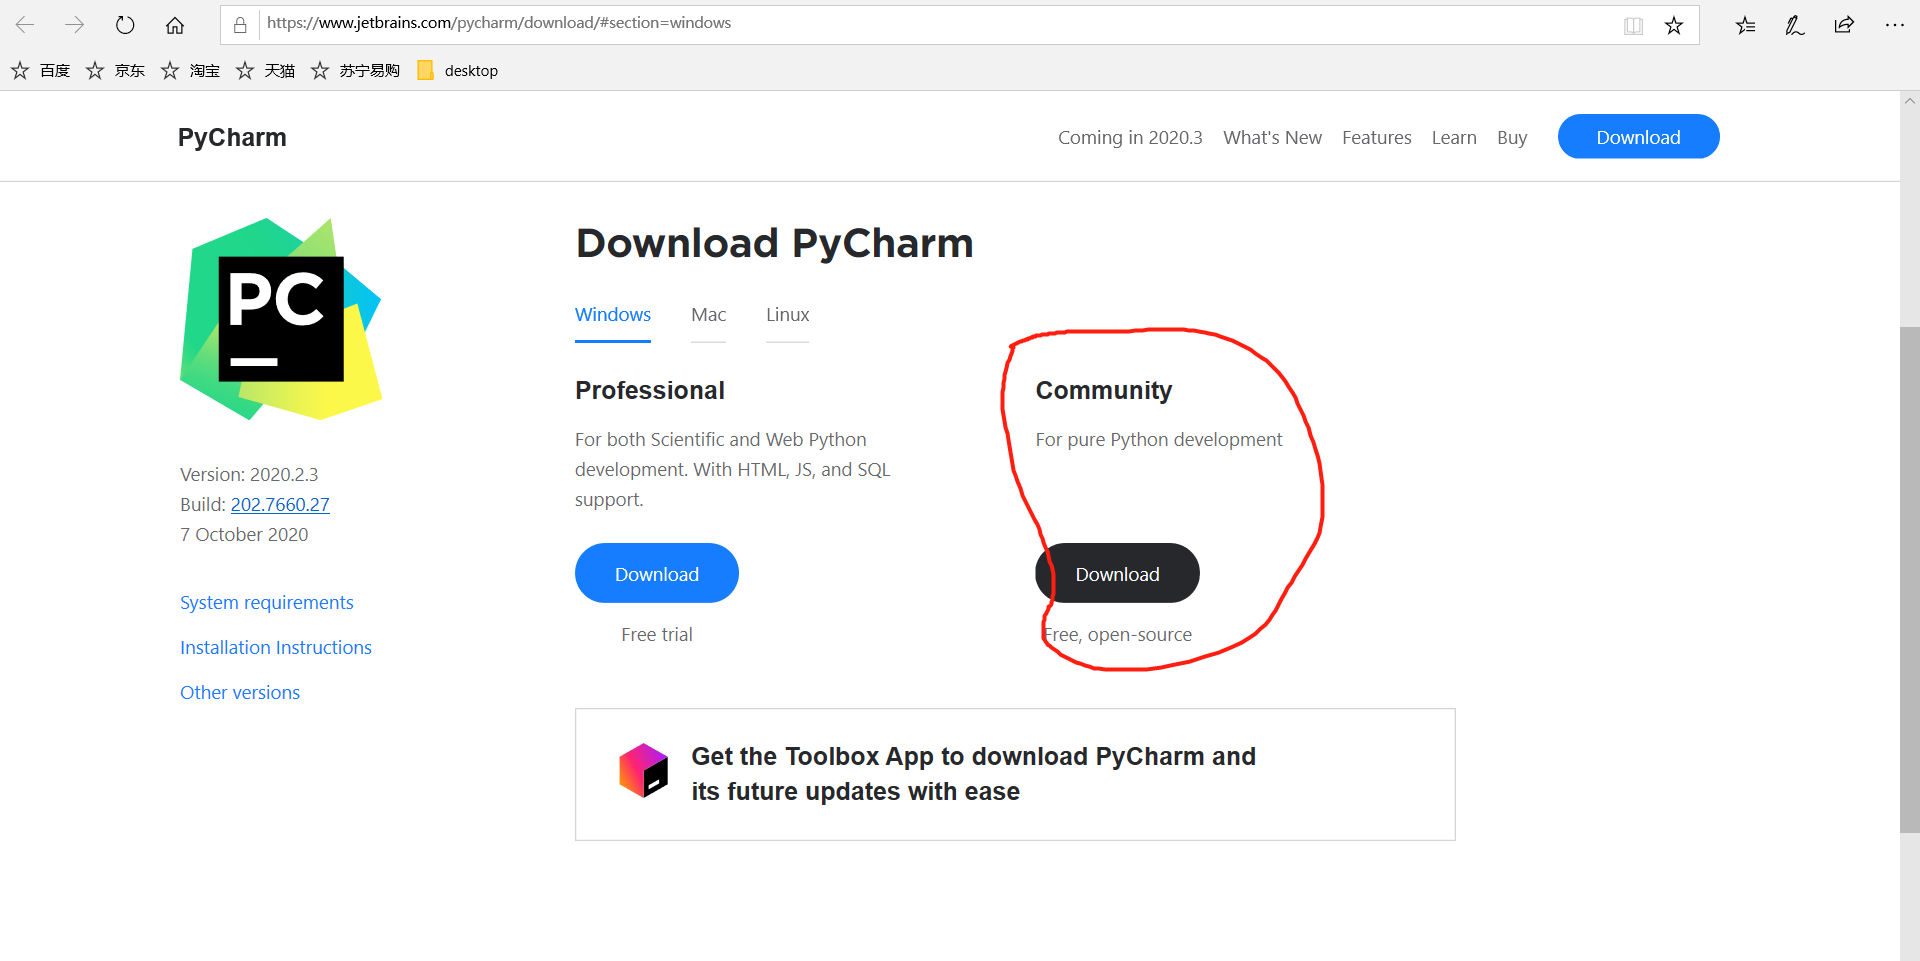 https://www.jetbrains.com/pycharm/download/#section=windows
百度 京东 淘宝 天猫 苏宁易购 desktop
PyCharm
Coming in 2020.3 What's New Features Learn Buy Download
PC
Version: 2020.2.3
Build: 202.7660.27
7 October 2020
System requirements
Installation Instructions
Other versions
Download PyCharm
Windows Mac Linux
Professional
For both Scientific and Web Python
development. With HTML, JS, and SQL
support.
Download
Free trial
Community
For pure Python development
Download
Free, open-source
Get the Toolbox App to download PyCharm and
its future updates with ease